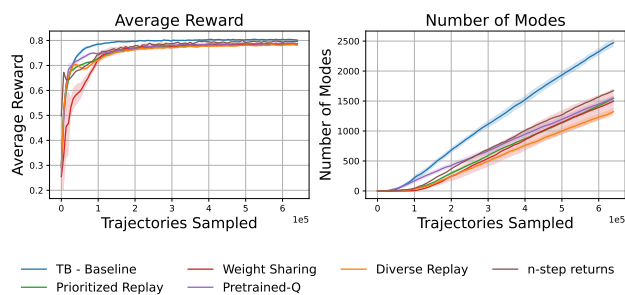 Average Reward
Average Reward
0.8
0.7
0.6
0.5
0.4
0.3
0.2
0 1 2 3 4 5 6
1e5
Trajectories Sampled
Number of Modes
Number of Modes
2500
2000
1500
1000
500
0
0 1 2 3 4 5 6
1e5
Trajectories Sampled
TB - Baseline
Prioritized Replay
Weight Sharing
Pretrained-Q
Diverse Replay
n-step returns